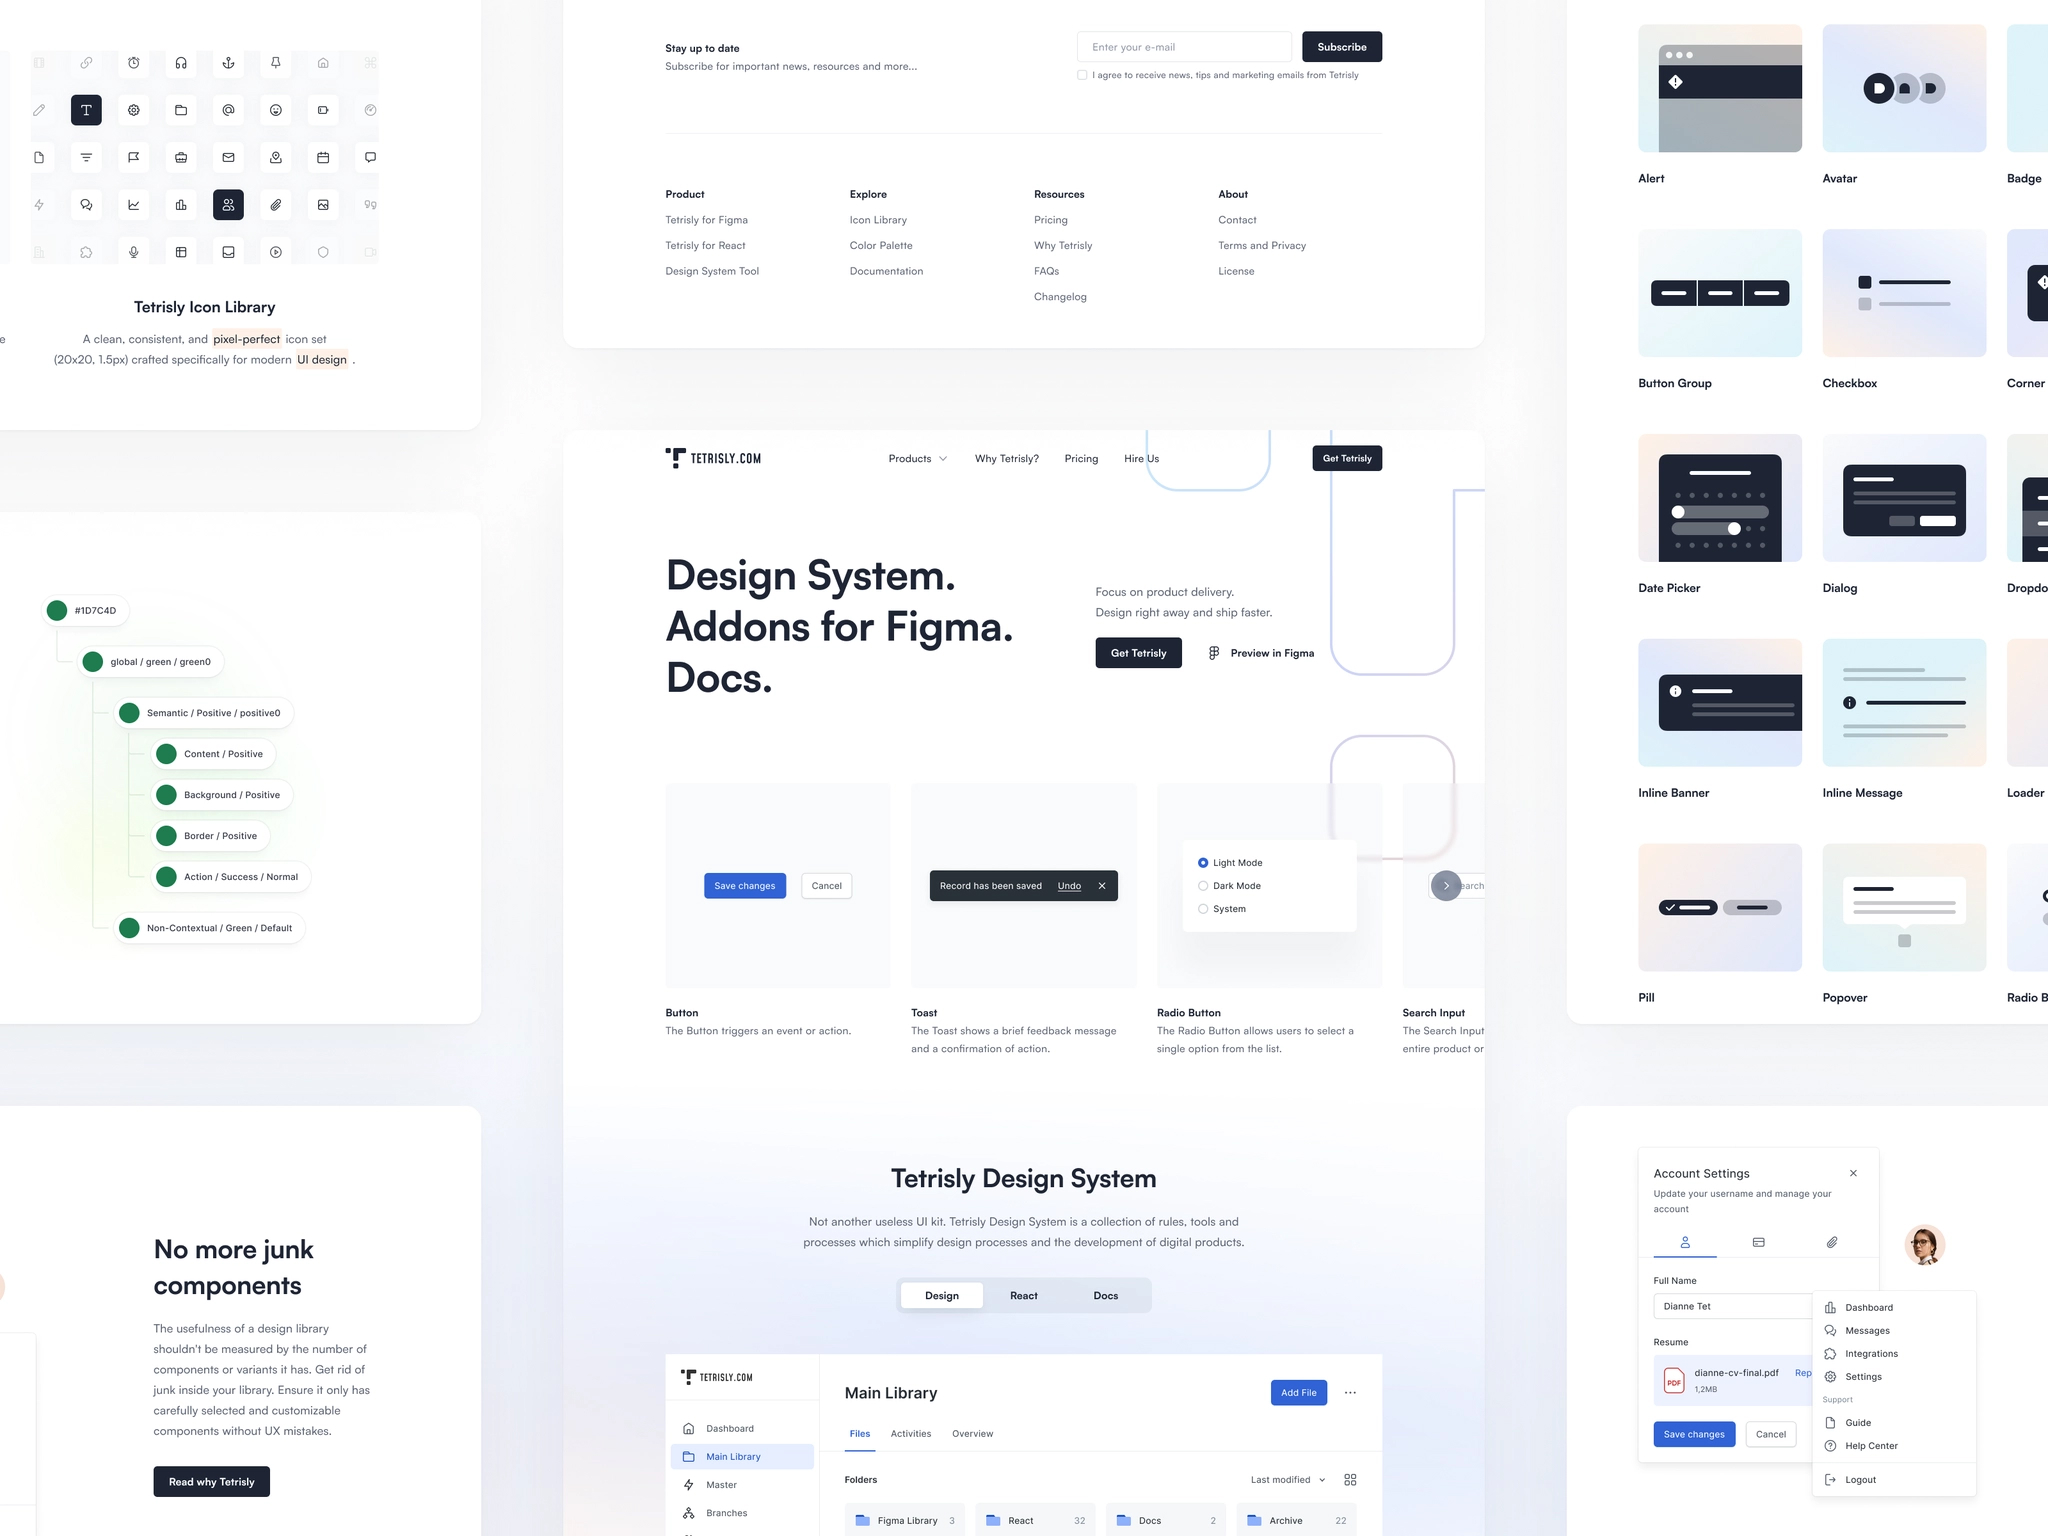 Tetrisly Icon Library
A clean, consistent, and pixel-perfect icon set
(20x20, 1.5px) crafted specifically for modern UI design .
#1D7C4D
global / green / green0
Semantic / Positive / positive0
Content / Positive
Background / Positive
Border / Positive
Action / Success / Normal
Non-Contextual / Green / Default
No more junk
components
The usefulness of a design library
shouldn't be measured by the number of
components or variants it has. Get rid of
junk inside your library. Ensure it only has
carefully selected and customizable
components without UX mistakes.
Read why Tetrisly
Stay up to date
Subscribe for important news, resources and more...
Enter your e-mail
Subscribe
I agree to receive news, tips and marketing emails from Tetrisly
Product
Tetrisly for Figma
Tetrisly for React
Design System Tool
Explore
Icon Library
Color Palette
Documentation
Resources
Pricing
Why Tetrisly
FAQs
Changelog
About
Contact
Terms and Privacy
License
TETRISLY.COM
Products
Why Tetrisly?
Pricing
Hire Us
Get Tetrisly
Design System.
Addons for Figma.
Docs.
Focus on product delivery.
Design right away and ship faster.
Get Tetrisly
Preview in Figma
Save changes
Cancel
Record has been saved
Undo
Light Mode
Dark Mode
System
earch
Button
The Button triggers an event or action.
Toast
The Toast shows a brief feedback message
and a confirmation of action.
Radio Button
The Radio Button allows users to select a
single option from the list.
Search Input
The Search Input
entire product or
Tetrisly Design System
Not another useless UI kit. Tetrisly Design System is a collection of rules, tools and
processes which simplify design processes and the development of digital products.
Design
React
Docs
TETRISLY.COM
Dashboard
Main Library
Master
Branches
Main Library
Add File
Files
Activities
Overview
Folders
Last modified
Figma Library 3
React 32
Docs 2
Archive 22
Alert
Avatar
Badge
Button Group
Checkbox
Corner
Date Picker
Dialog
Dropdo
Inline Banner
Inline Message
Loader
Pill
Popover
Radio B
Account Settings
Update your username and manage your
account
Full Name
Dianne Tet
Resume
PDF
dianne-cv-final.pdf
Rep
1,2MB
Save changes
Cancel
Dashboard
Messages
Integrations
Settings
Support
Guide
Help Center
Logout